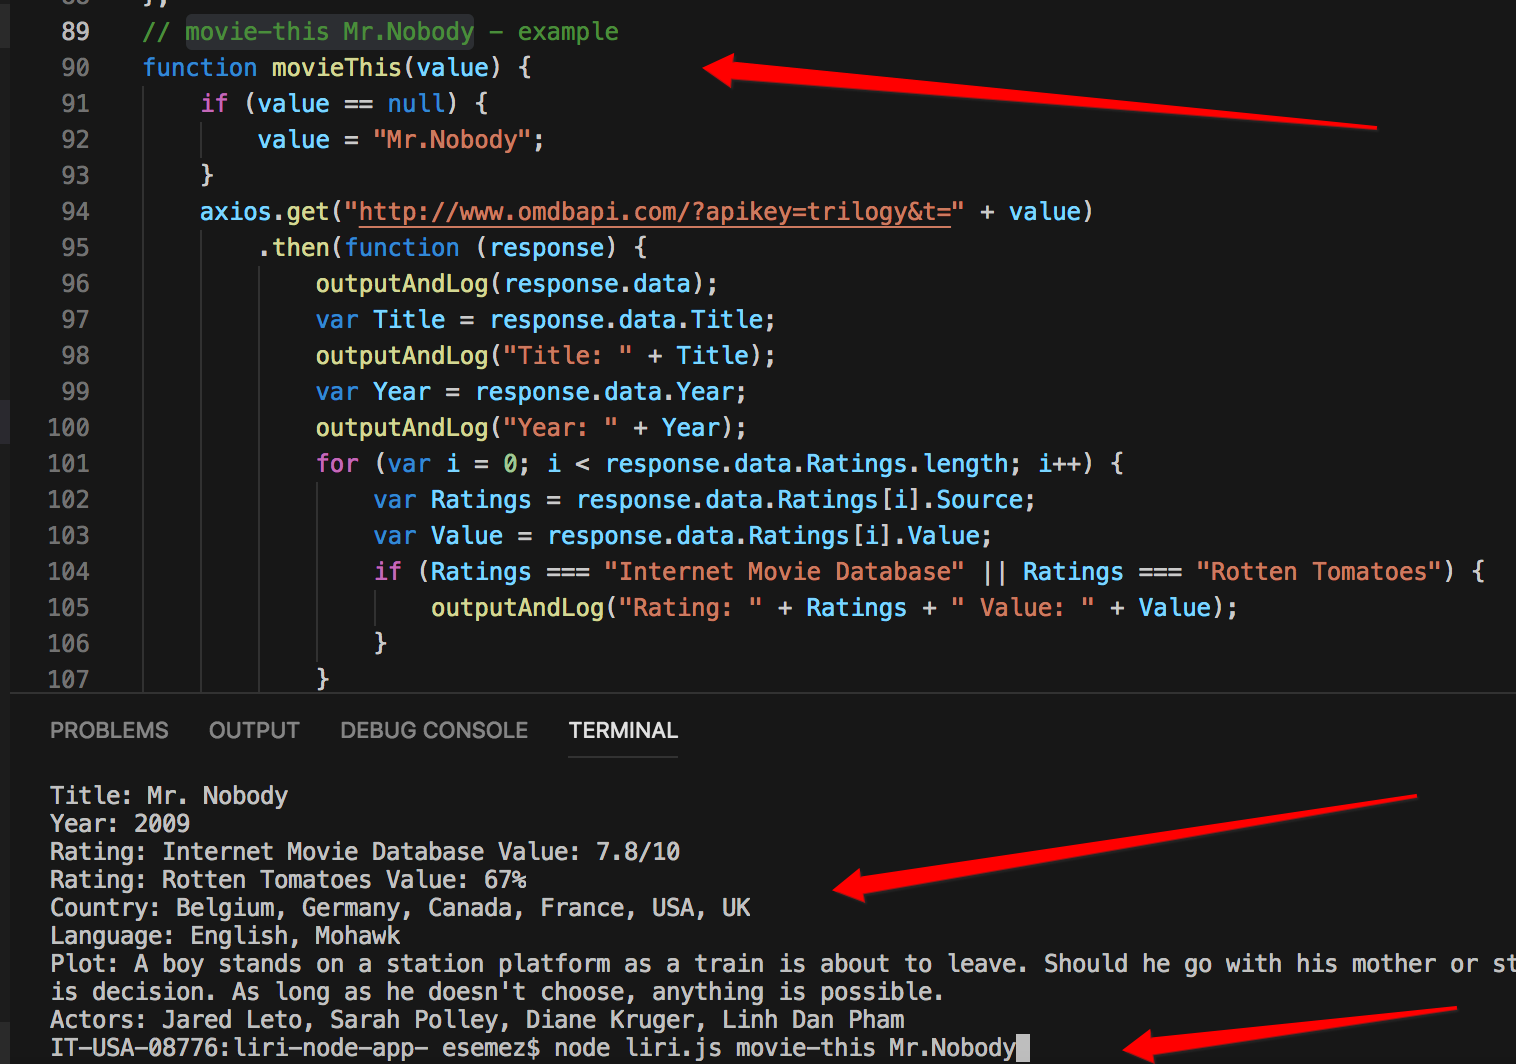 89 // movie-this Mr.Nobody - example
90 function movieThis(value) {
91 if (value == null) {
92 value = "Mr.Nobody";
93 }
94 axios.get("http://www.omdbapi.com/?apikey=trilogy&t=" + value)
95 .then(function (response) {
96 outputAndLog(response.data);
97 var Title = response.data.Title;
98 outputAndLog("Title: " + Title);
99 var Year = response.data.Year;
100 outputAndLog("Year: " + Year);
101 for (var i = 0; i < response.data.Ratings.length; i++) {
102 var Ratings = response.data.Ratings[i].Source;
103 var Value = response.data.Ratings[i].Value;
104 if (Ratings === "Internet Movie Database" || Ratings === "Rotten Tomatoes") {
105 outputAndLog("Rating: " + Ratings + " Value: " + Value);
106 }
107 }
PROBLEMS OUTPUT DEBUG CONSOLE TERMINAL
Title: Mr. Nobody
Year: 2009
Rating: Internet Movie Database Value: 7.8/10
Rating: Rotten Tomatoes Value: 67%
Country: Belgium, Germany, Canada, France, USA, UK
Language: English, Mohawk
Plot: A boy stands on a station platform as a train is about to leave. Should he go with his mother or st
is decision. As long as he doesn't choose, anything is possible.
Actors: Jared Leto, Sarah Polley, Diane Kruger, Linh Dan Pham
IT-USA-08776:liri-node-app- esemez$ node liri.js movie-this Mr.Nobody